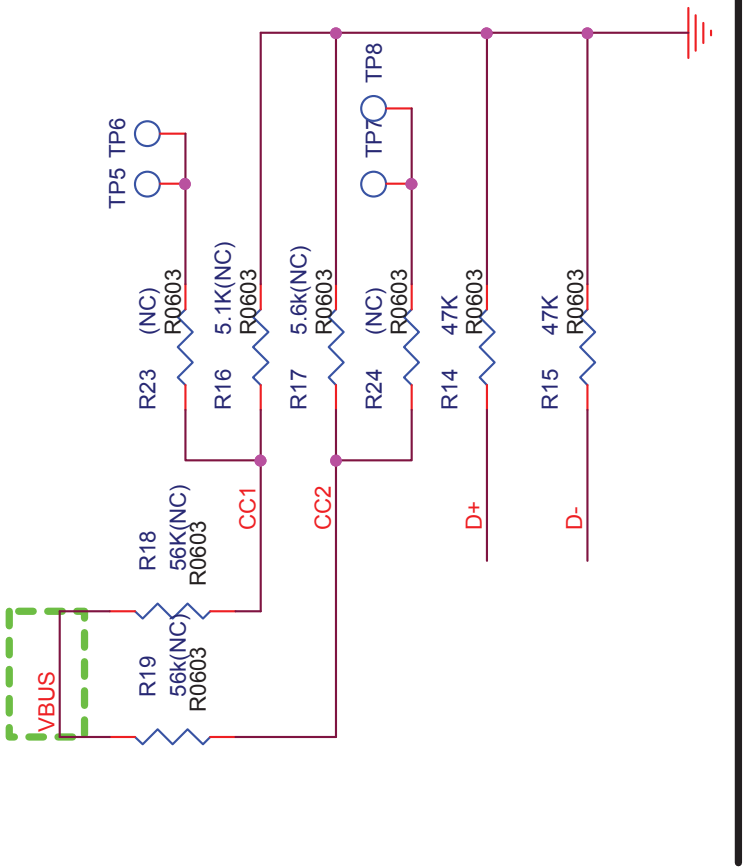 VBUS
R19
56k(NC)
R0603
R18
56K(NC)
R0603
CC1
CC2
D+
D-
R23
(NC)
R0603
R16
5.1K(NC)
R0603
R17
5.6k(NC)
R0603
R24
(NC)
R0603
R14
47K
R0603
R15
47K
R0603
TP5
TP6
TP7
TP8